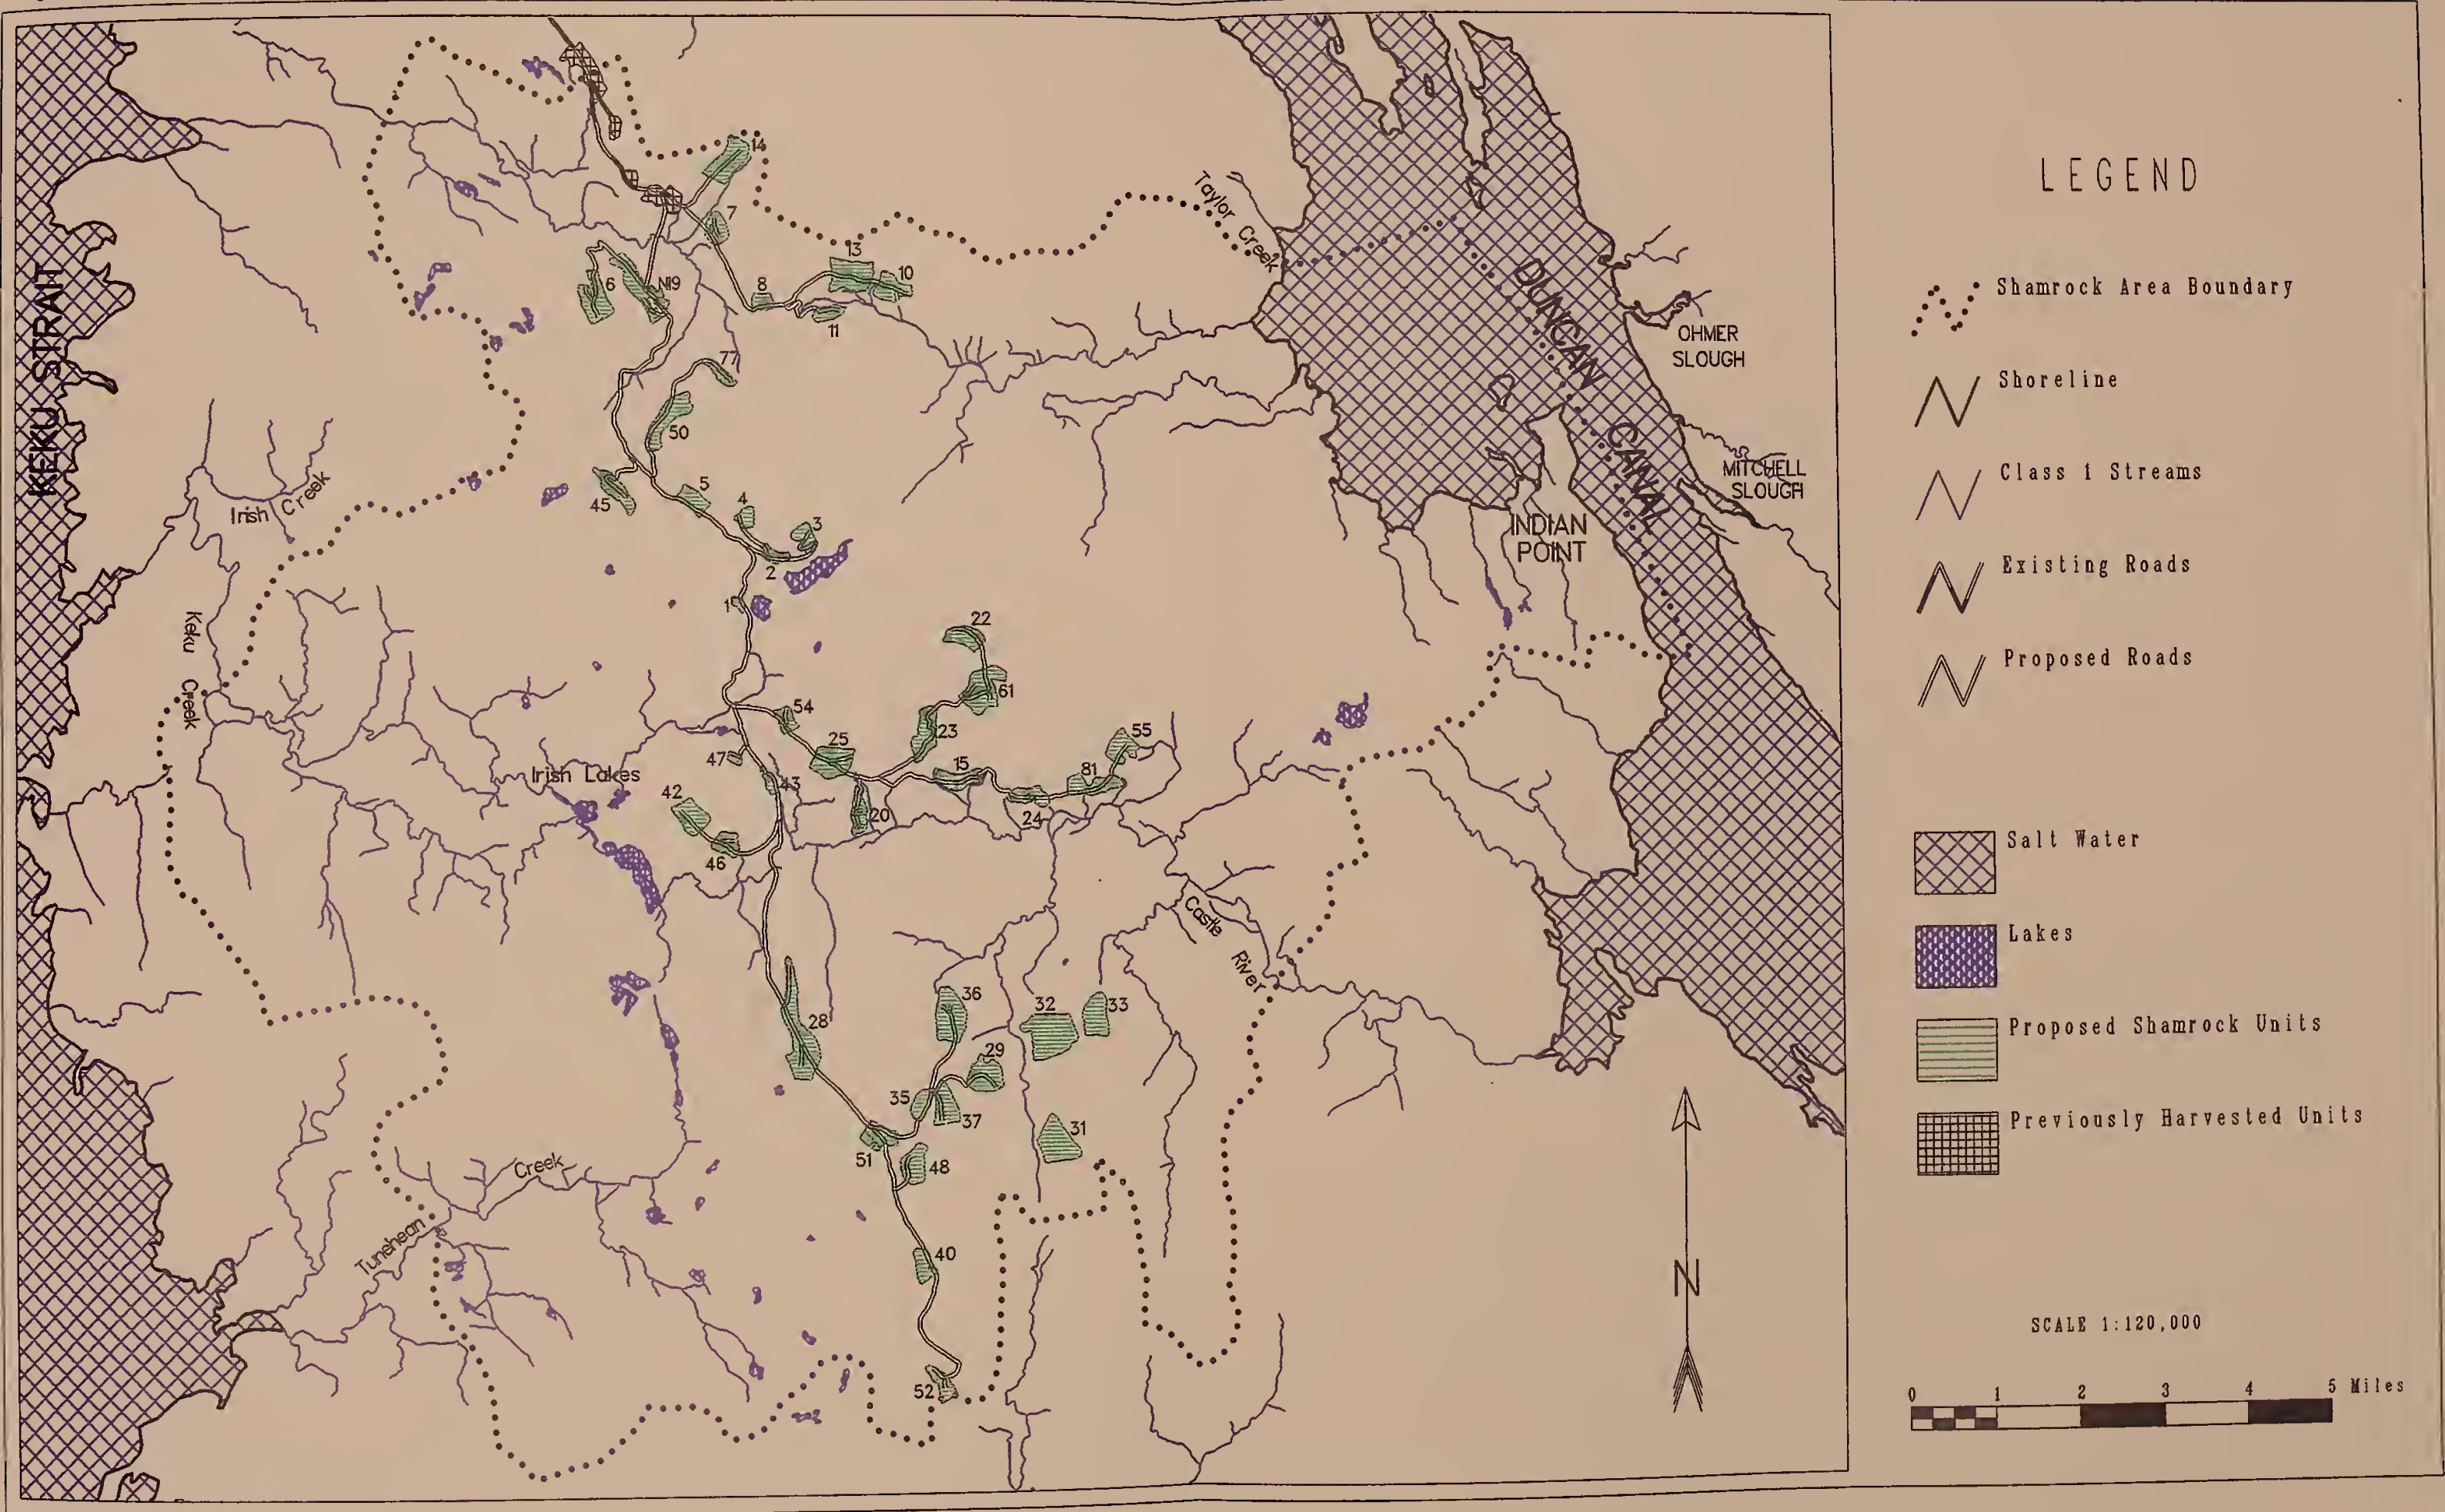 14
7
Taylor Creek
13
10
6
N19
8
11
KEKU STRAIT
DUNCAN CANAL
OHMER
SLOUGH
77
50
MITCHELL
SLOUGH
45
5
4
3
2
Irish Creek
INDIAN
POINT
1
22
Keku Creek
61
54
23
55
25
47
15
81
Irish Lakes
43
42
20
24
46
Castle River
36
32
33
28
29
35
37
31
51
48
Tunehean Creek
40
52
LEGEND
Shamrock Area Boundary
Shoreline
Class 1 Streams
Existing Roads
Proposed Roads
Salt Water
Lakes
Proposed Shamrock Units
Previously Harvested Units
N
SCALE 1:120,000
0 1 2 3 4 5 Miles